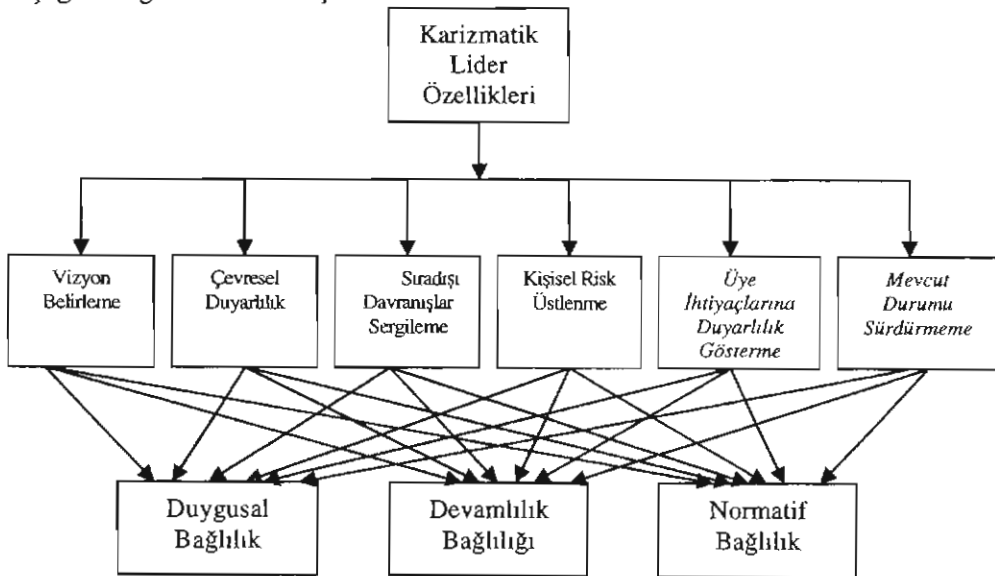 Karizmatik
Lider
Özellikleri
Vizyon
Belirleme
Çevresel
Duyarlılık
Sıradışı
Davranışlar
Sergileme
Kişisel Risk
Üstlenme
Üye
İhtiyaçlarına
Duyarlılık
Gösterme
Mevcut
Durumu
Sürdürmeme
Duygusal
Bağlılık
Devamlılık
Bağlılığı
Normatif
Bağlılık